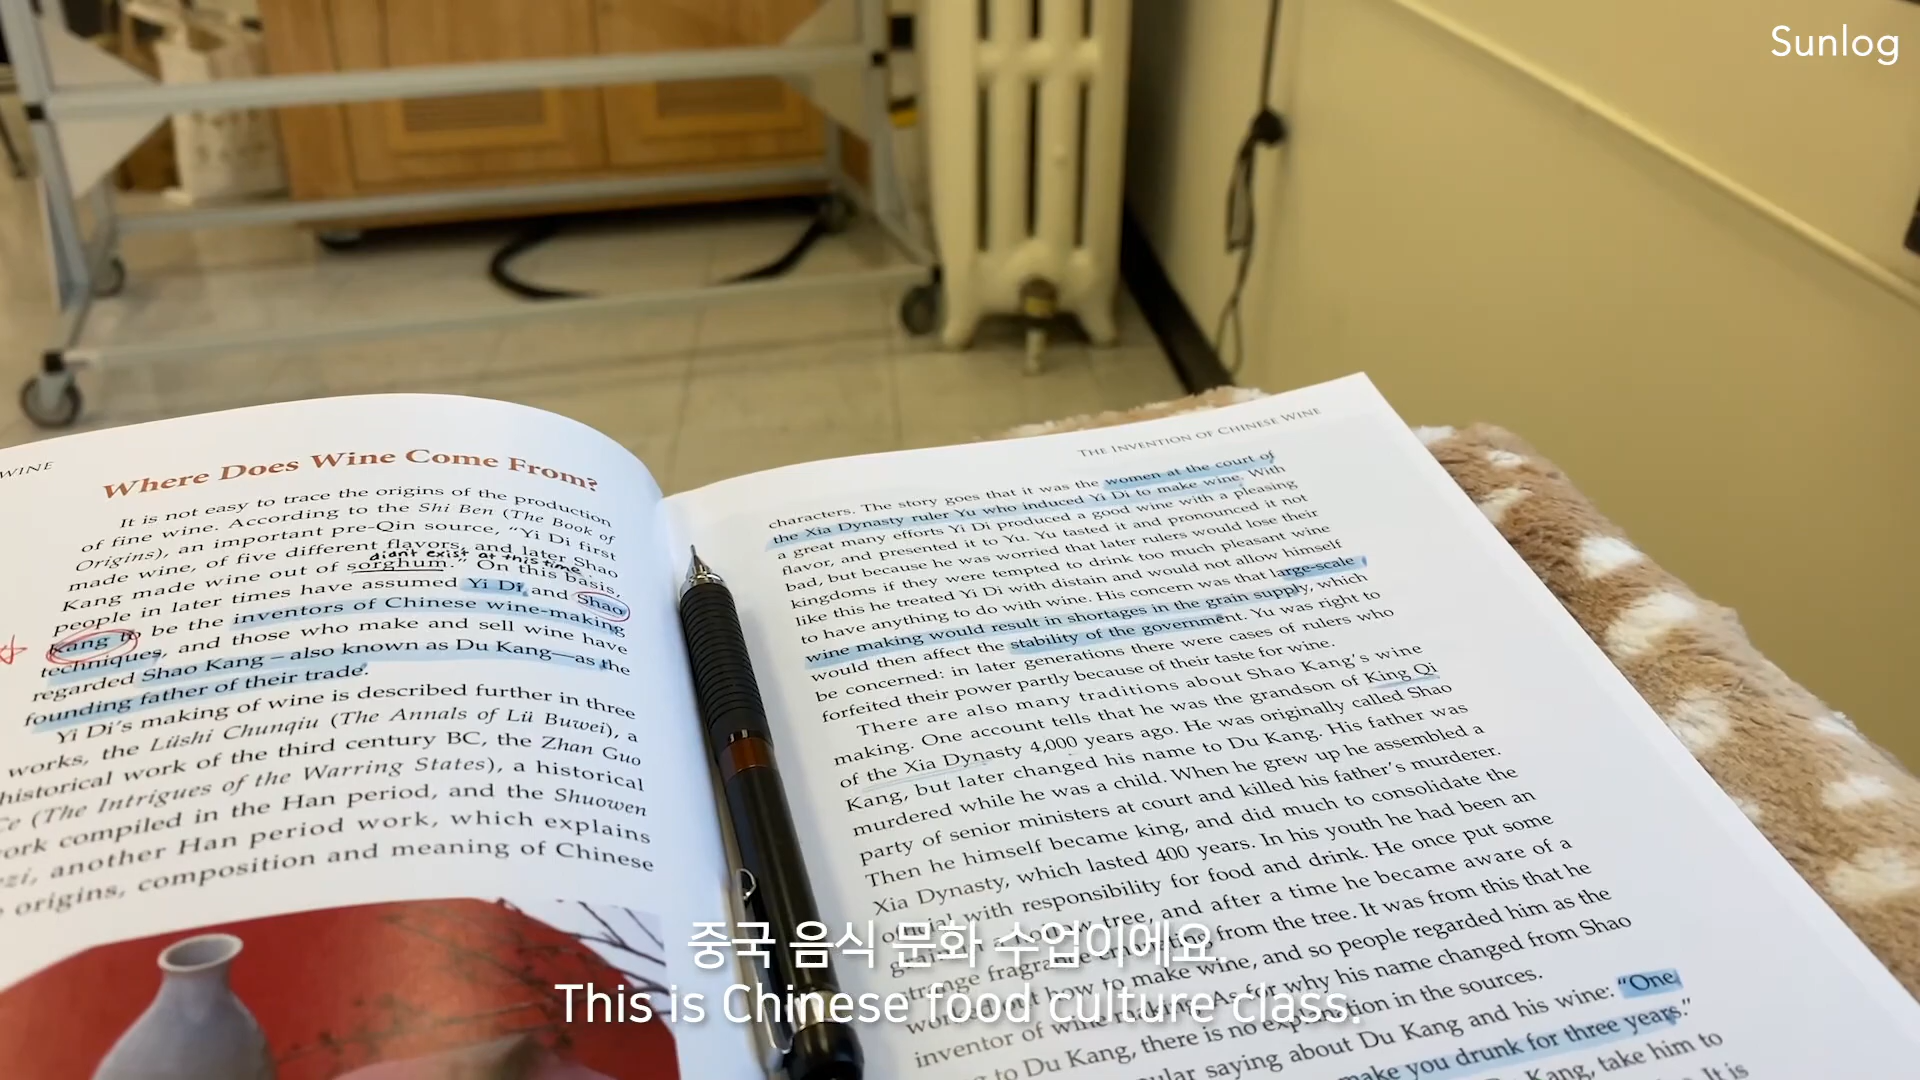 Sunlog
WINE
Where Does Wine Come From?
It is not easy to trace the origins of the production
of fine wine. According to the Shi Ben (The Book of
Origins), an important pre-Qin source, “Yi Di first
made wine, of five different flavors, and later Shao
didnt exist at this time.
Kang made wine out of sorghum.” On this basis,
people in later times have assumed Yi Di and Shao
Kang to be the inventors of Chinese wine-making
techniques, and those who make and sell wine have
regarded Shao Kang – also known as Du Kang—as the
founding father of their trade.
Yi Di’s making of wine is described further in three
works, the Lüshi Chunqiu (The Annals of Lü Buwei), a
historical work of the third century BC, the Zhan Guo
Ce (The Intrigues of the Warring States), a historical
work compiled in the Han period, and the Shuowen
another Han period work, which explains
origins, composition and meaning of Chinese
THE INVENTION OF CHINESE WINE
characters. The story goes that it was the women at the court of
the Xia Dynasty ruler Yu who induced Yi Di to make wine. With
a great many efforts Yi Di produced a good wine with a pleasing
flavor, and presented it to Yu. Yu tasted it and pronounced it not
bad, but because he was worried that later rulers would lose their
kingdoms if they were tempted to drink too much pleasant wine
like this he treated Yi Di with distain and would not allow himself
to have anything to do with wine. His concern was that large-scale
wine making would result in shortages in the grain supply, which
would then affect the stability of the government. Yu was right to
be concerned: in later generations there were cases of rulers who
forfeited their power partly because of their taste for wine.
There are also many traditions about Shao Kang’s wine
making. One account tells that he was the grandson of King Qi
of the Xia Dynasty 4,000 years ago. He was originally called Shao
Kang, but later changed his name to Du Kang. His father was
murdered while he was a child. When he grew up he assembled a
party of senior ministers at court and killed his father’s murderer.
Then he himself became king, and did much to consolidate the
Xia Dynasty, which lasted 400 years. In his youth he had been an
official with responsibility for food and drink. He once put some
grain in a hollow tree, and after a time he became aware of a
strange fragrance emanating from the tree. It was from this that he
worked out how to make wine, and so people regarded him as the
inventor of wine making. As for why his name changed from Shao
to Du Kang, there is no explanation in the sources.
saying about Du Kang and his wine: “One
make you drunk for three years.”
Kang, take him to
It is
중국 음식 문화 수업이에요.
This is Chinese food culture class.